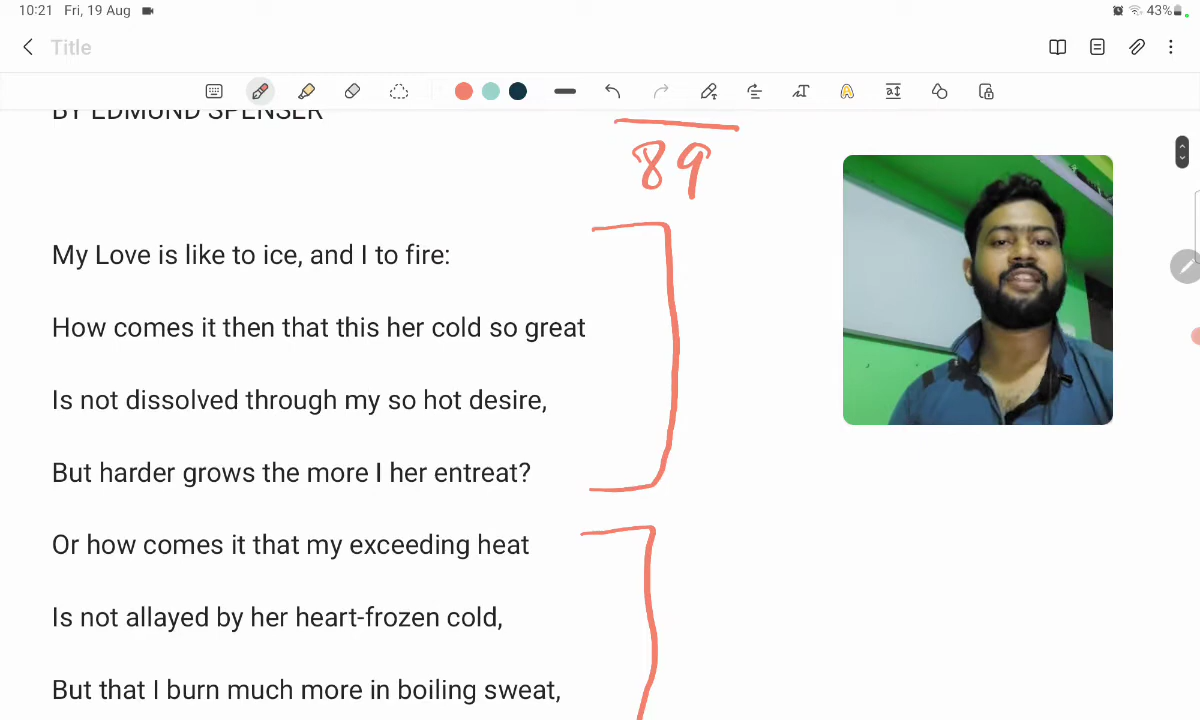 10:21 Fri, 19 Aug 43%
Title
BY EDMUND SPENSER
89
My Love is like to ice, and I to fire:
How comes it then that this her cold so great
Is not dissolved through my so hot desire,
But harder grows the more I her entreat?
Or how comes it that my exceeding heat
Is not allayed by her heart-frozen cold,
But that I burn much more in boiling sweat,